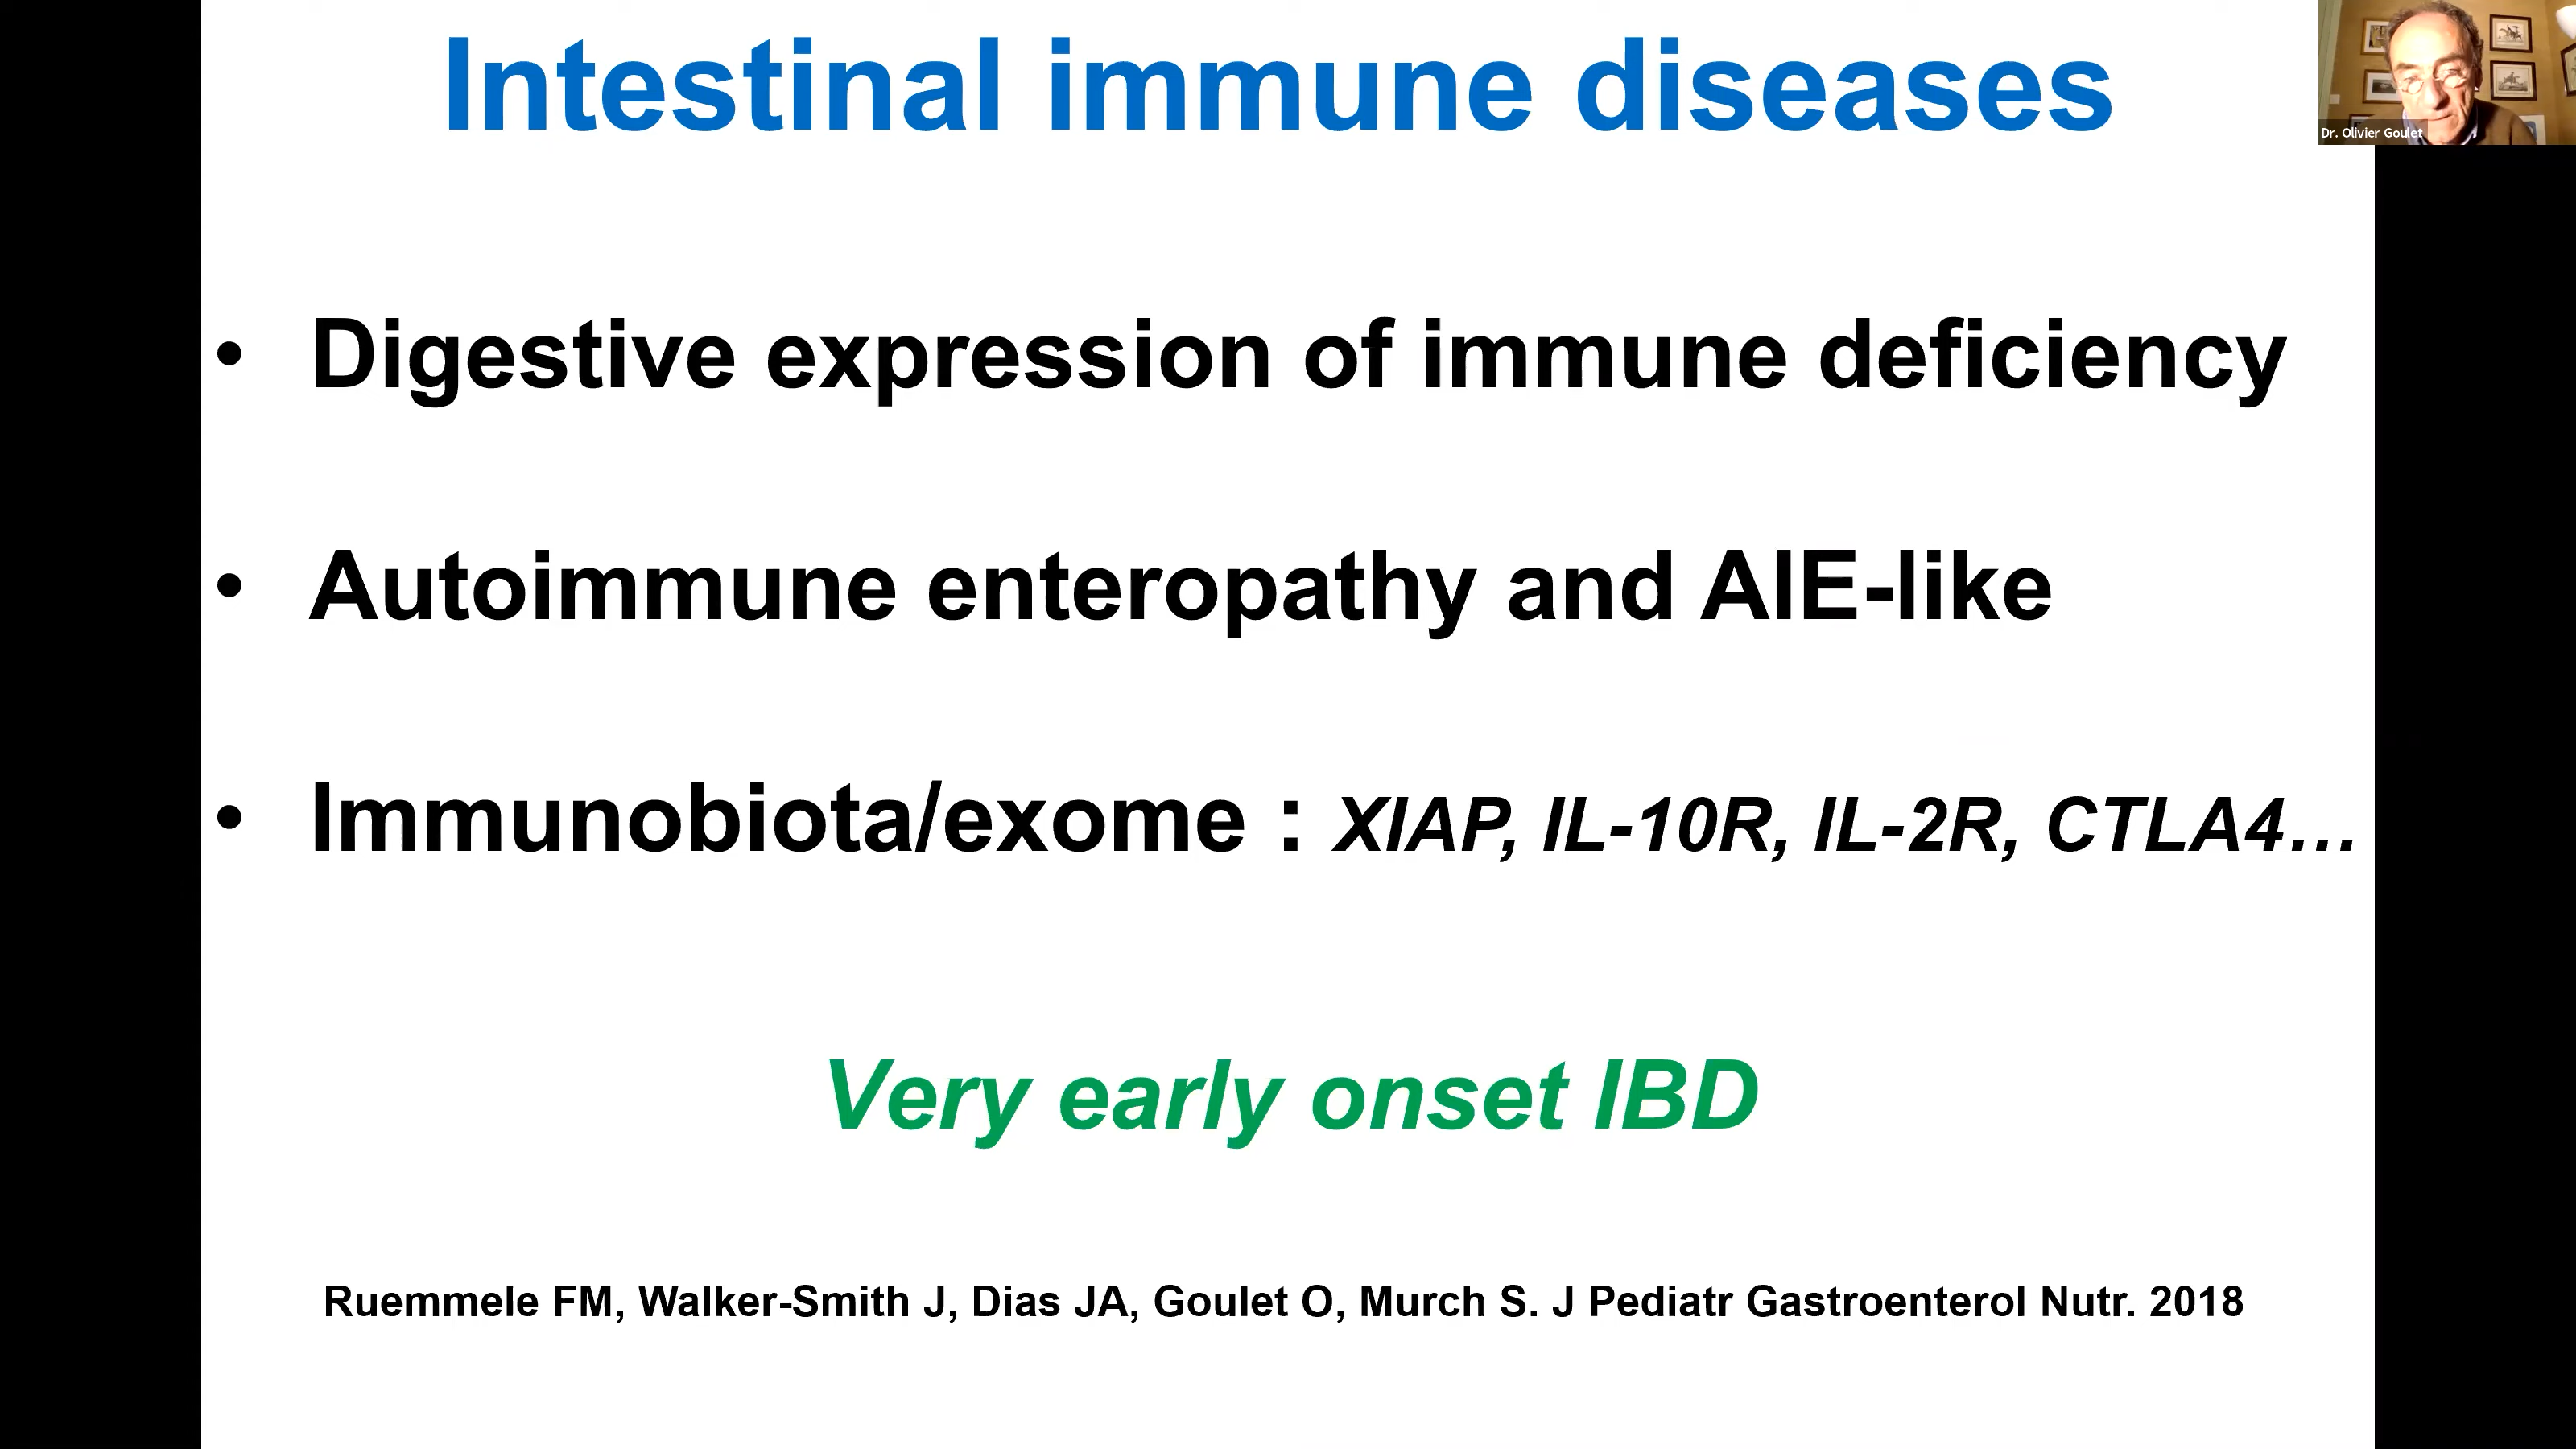 Intestinal immune diseases
Dr. Olivier Goulet
• Digestive expression of immune deficiency
• Autoimmune enteropathy and AIE-like
• Immunobiota/exome : XIAP, IL-10R, IL-2R, CTLA4…
Very early onset IBD
Ruemmele FM, Walker-Smith J, Dias JA, Goulet O, Murch S. J Pediatr Gastroenterol Nutr. 2018